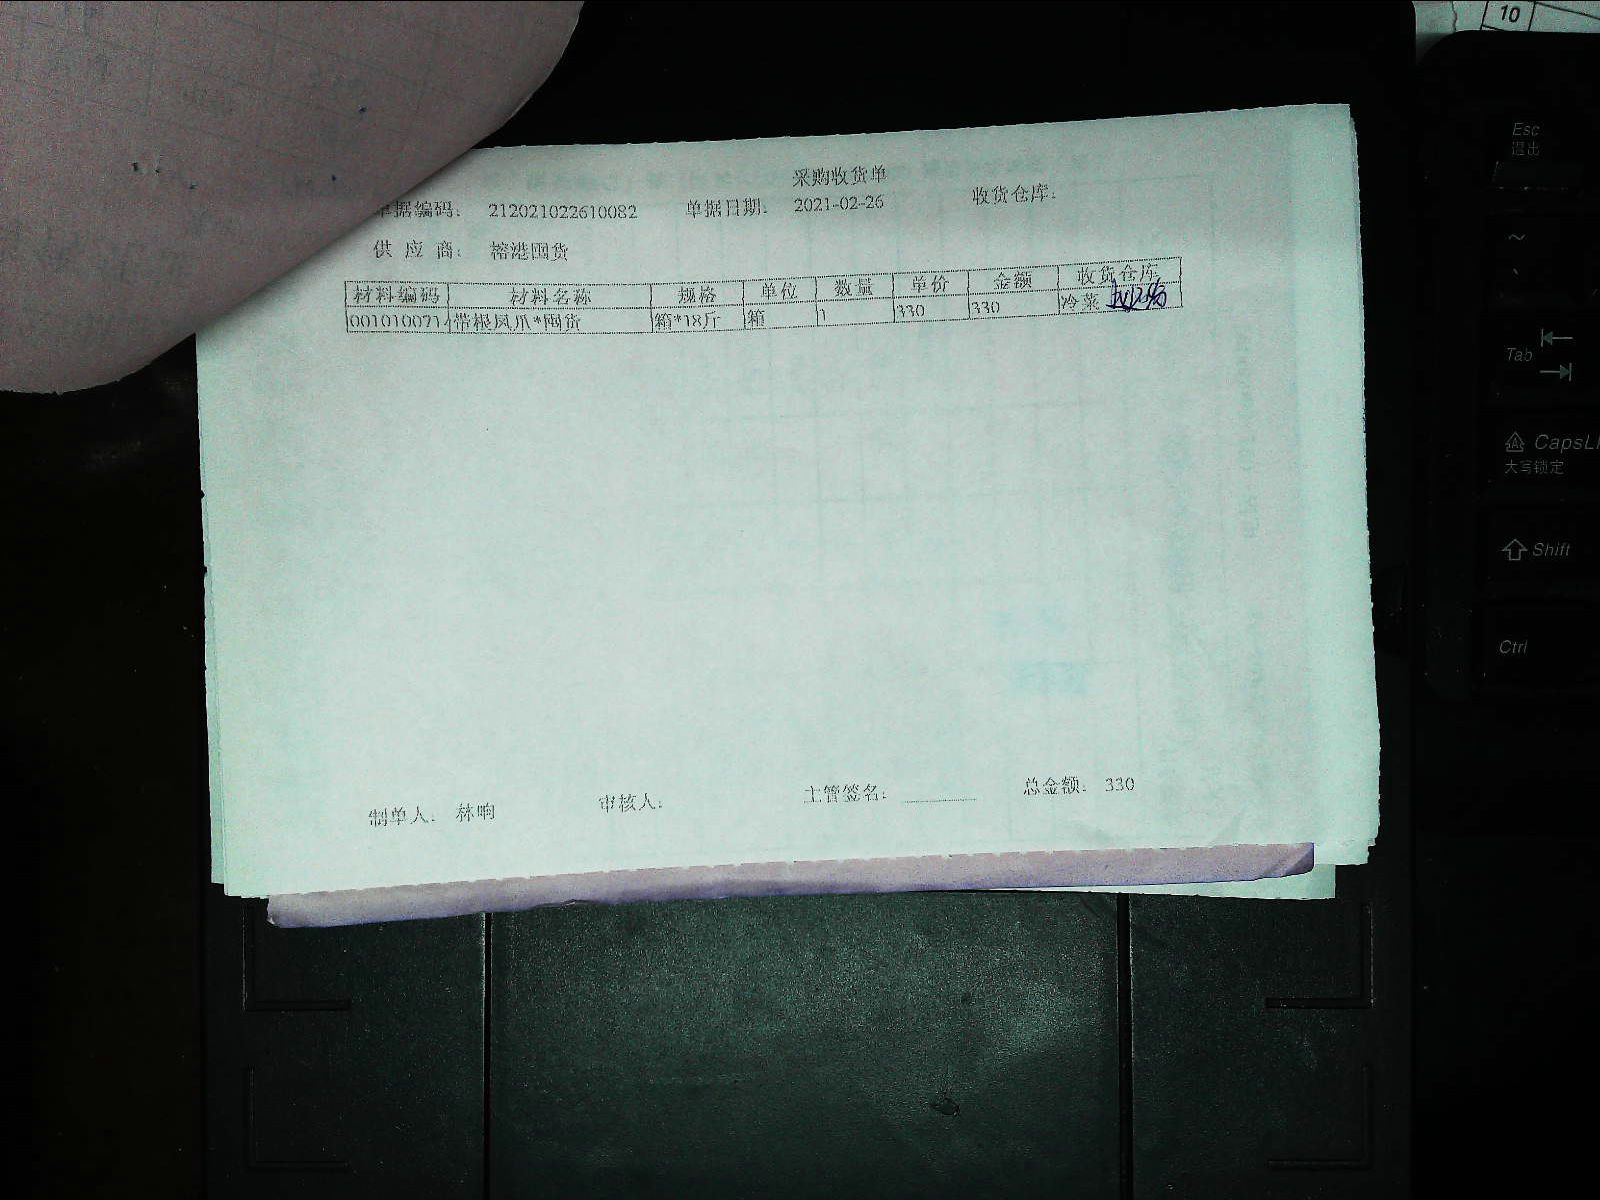 采购收货单
单据编码: 212021022610082 单据日期: 2021-02-26 收货仓库:
供 应 商: 榕港囤货
材料编码 材料名称 规格 单位 数量 单价 金额 收货仓库
001010071 带根凤爪*囤货 箱*18斤 箱 1 330 330 冷菜
制单人: 林响 审核人: 主管签名: 总金额: 330
10
Esc
退出
~
Tab
CapsL
大写锁定
Shift
Ctrl